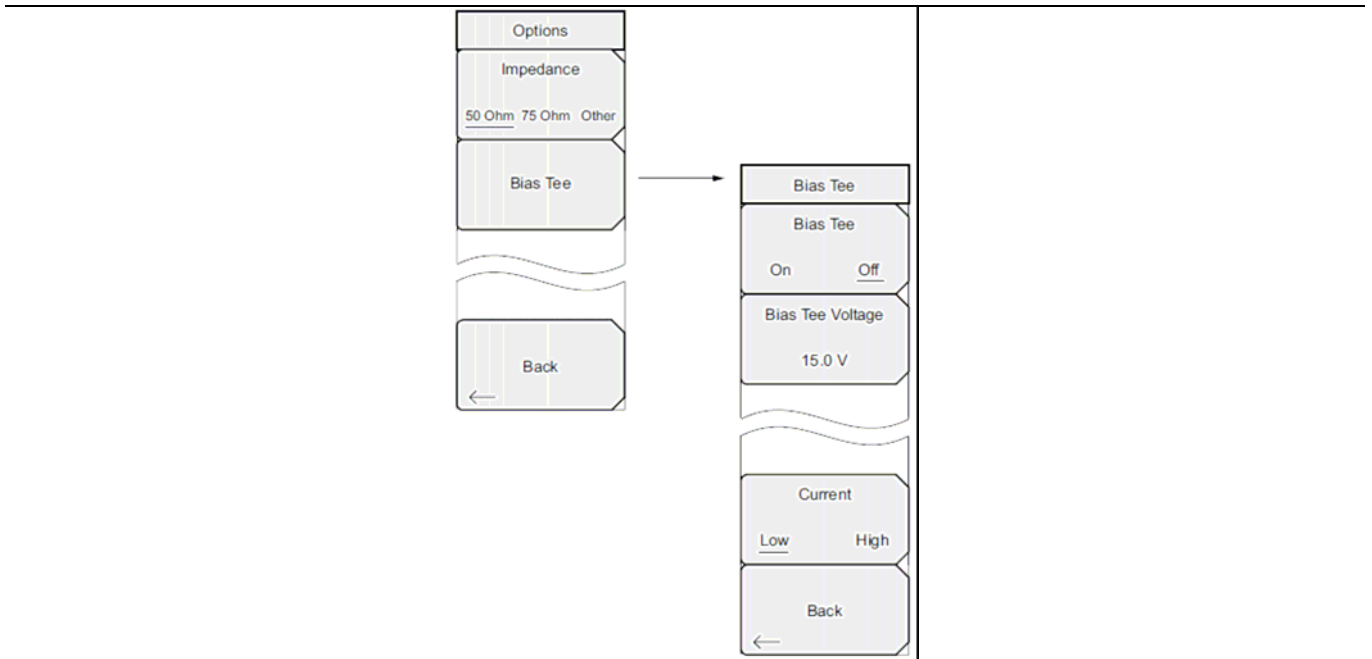 Options
Impedance
50 Ohm 75 Ohm Other
Bias Tee
Back
Bias Tee
Bias Tee
On Off
Bias Tee Voltage
15.0 V
Current
Low High
Back